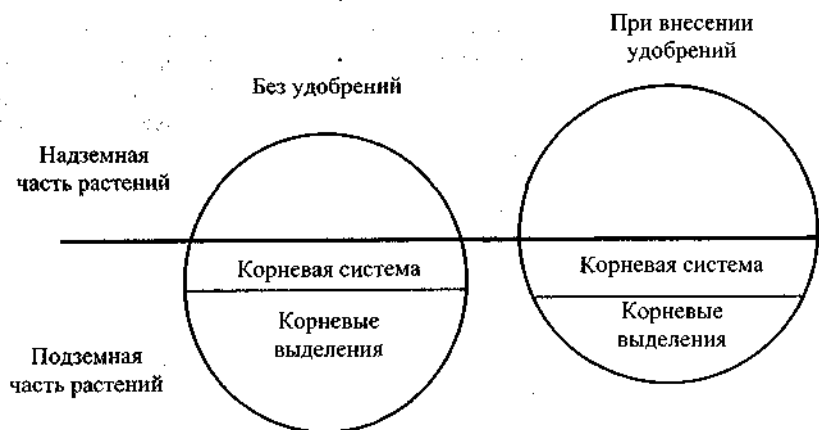 При внесении
удобрений
Без удобрений
Надземная
часть растений
Корневая система
Корневая система
Корневые
выделения
Корневые
выделения
Подземная
часть растений